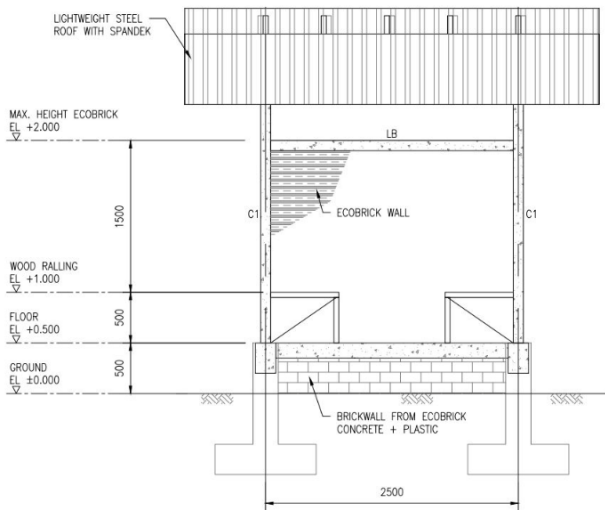 LIGHTWEIGHT STEEL
ROOF WITH SPANDEK
MAX. HEIGHT ECOBRICK
EL +2.000
LB
1500
C1
ECOBRICK WALL
C1
WOOD RALLING
EL +1.000
500
FLOOR
EL +0.500
500
GROUND
EL ±0.000
BRICKWALL FROM ECOBRICK
CONCRETE + PLASTIC
2500